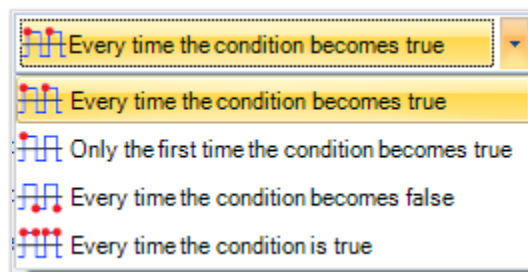 Every time the condition becomes true
Every time the condition becomes true
Only the first time the condition becomes true
Every time the condition becomes false
Every time the condition is true